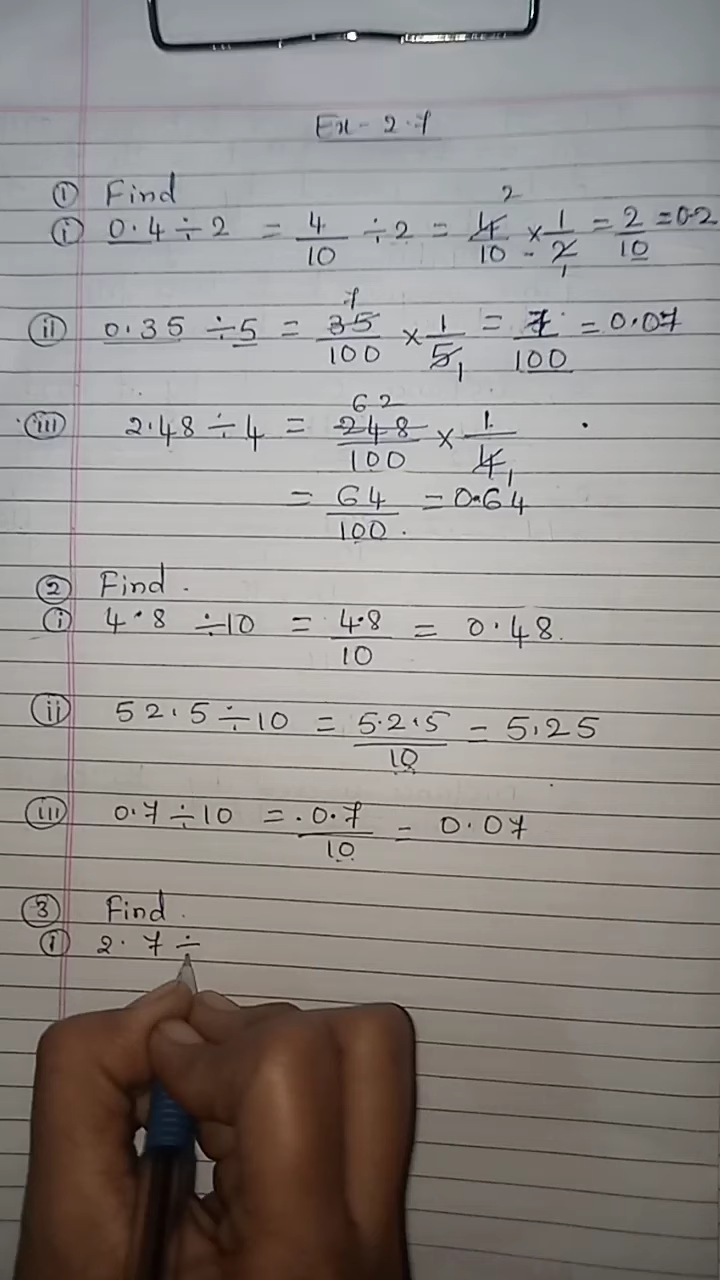 Ex - 2.7
① Find
ⓘ 0.4 ÷ 2 = 4/10 ÷ 2 = 4/10 × 1/2 = 2/10 = 0.2
ⓘⓘ 0.35 ÷ 5 = 35/100 × 1/5 = 7/100 = 0.07
ⓘⓘⓘ 2.48 ÷ 4 = 248/100 × 1/4
= 64/100 = 0.64
② Find.
ⓘ 4.8 ÷ 10 = 4.8/10 = 0.48
ⓘⓘ 52.5 ÷ 10 = 52.5/10 = 5.25
ⓘⓘⓘ 0.7 ÷ 10 = 0.7/10 = 0.07
③ Find.
ⓘ 2.7 ÷